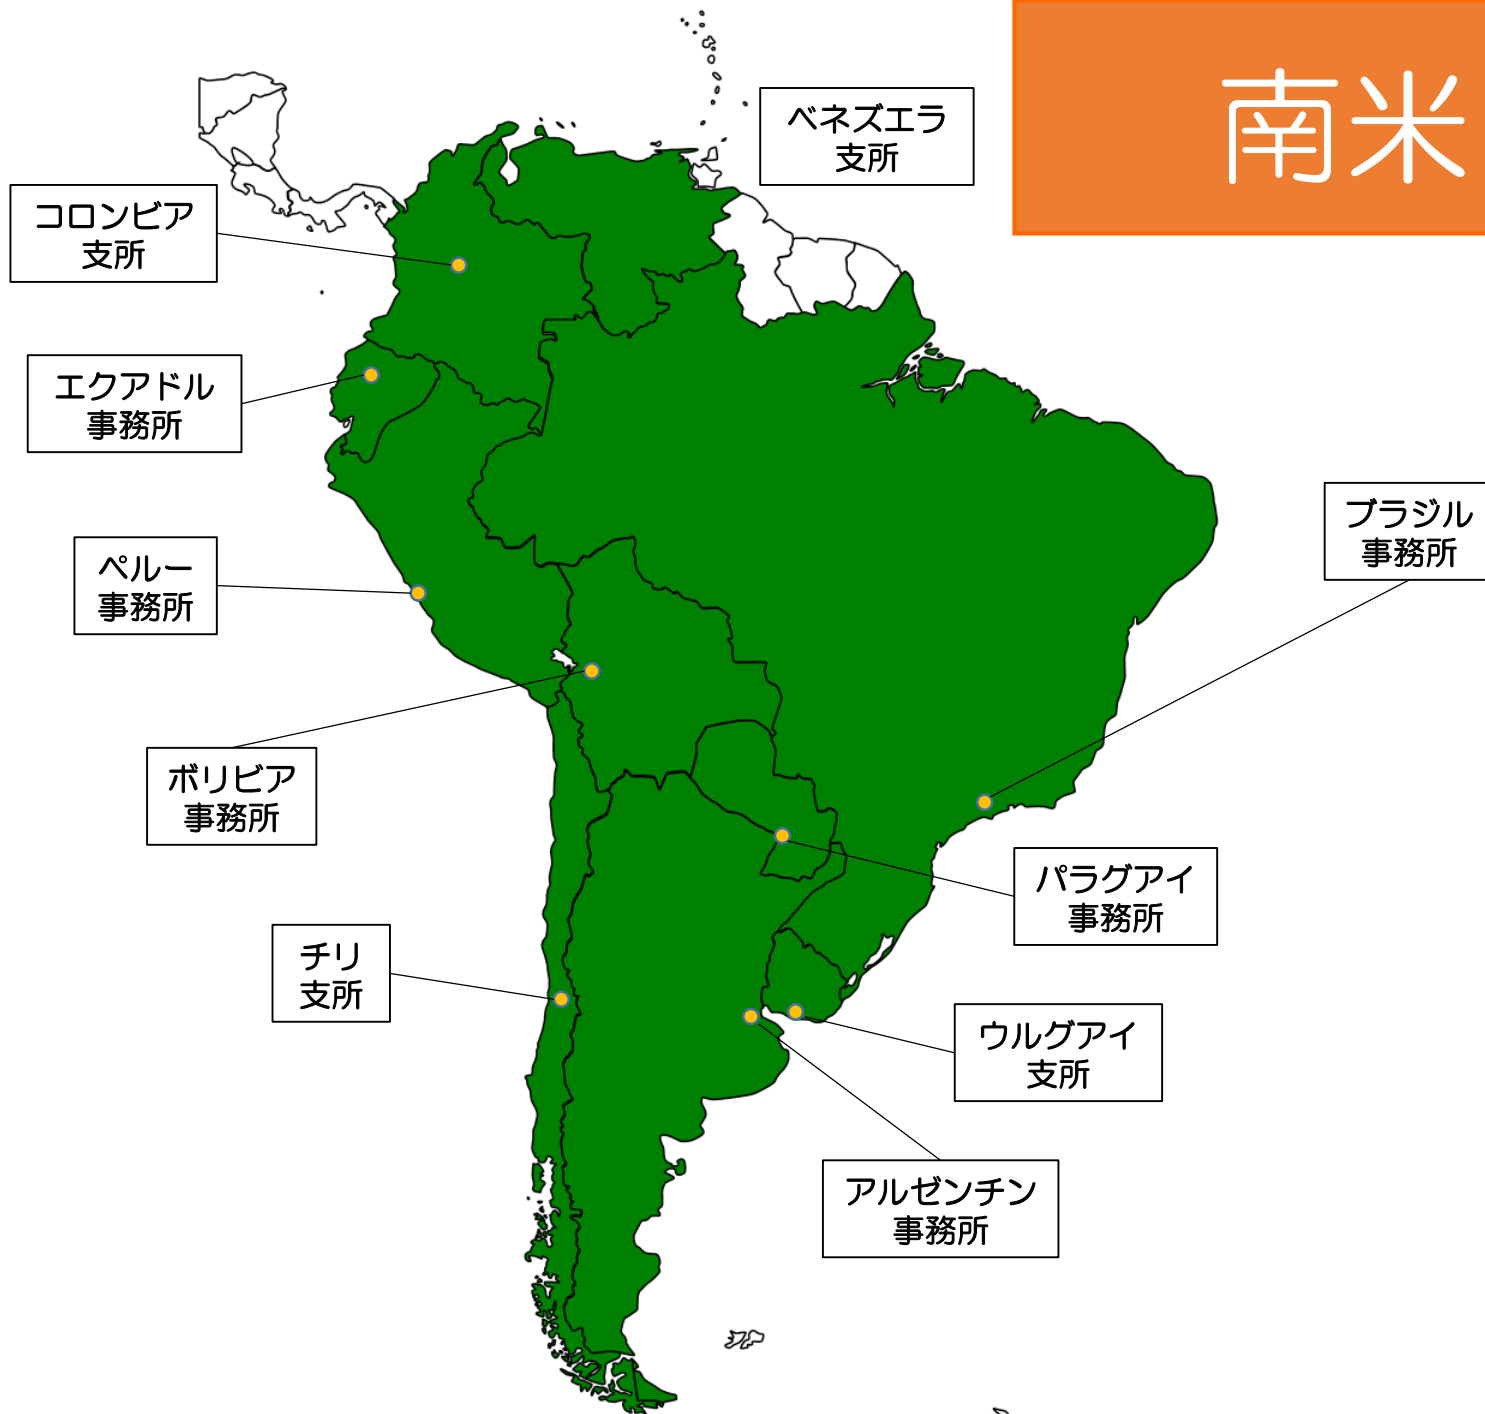 南米
ベネズエラ
支所
コロンビア
支所
エクアドル
事務所
ブラジル
事務所
ペルー
事務所
ボリビア
事務所
パラグアイ
事務所
チリ
支所
ウルグアイ
支所
アルゼンチン
事務所